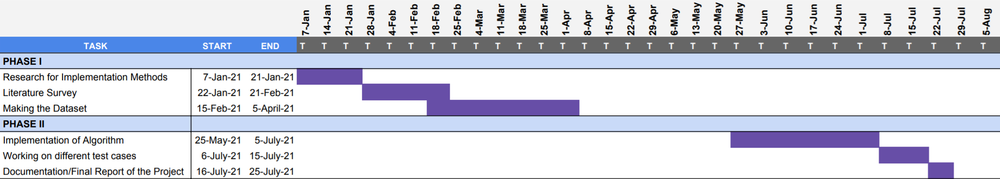 7-Jan 14-Jan 21-Jan 28-Jan 4-Feb 11-Feb 18-Feb 25-Feb 4-Mar 11-Mar 18-Mar 25-Mar 1-Apr 8-Apr 15-Apr 22-Apr 29-Apr 6-May 13-May 20-May 27-May 3-Jun 10-Jun 17-Jun 24-Jun 1-Jul 8-Jul 15-Jul 22-Jul 29-Jul 5-Aug
TASK START END T T T T T T T T T T T T T T T T T T T T T T T T T T T T T T T
PHASE I
Research for Implementation Methods 7-Jan-21 21-Jan-21
Literature Survey 22-Jan-21 21-Feb-21
Making the Dataset 15-Feb-21 5-April-21
PHASE II
Implementation of Algorithm 25-May-21 5-July-21
Working on different test cases 6-July-21 15-July-21
Documentation/Final Report of the Project 16-July-21 25-July-21